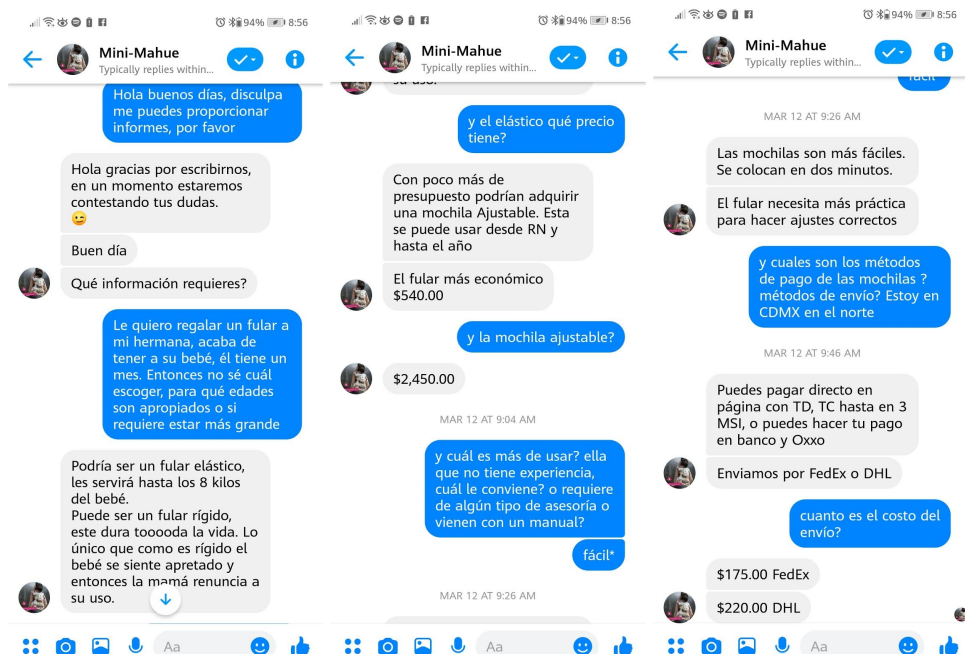 94% 8:56
Mini-Mahue
Typically replies within...
Hola buenos días, disculpa
me puedes proporcionar
informes, por favor
Hola gracias por escribirnos,
en un momento estaremos
contestando tus dudas.
😉
Buen día
Qué información requieres?
Le quiero regalar un fular a
mi hermana, acaba de
tener a su bebé, él tiene un
mes. Entonces no sé cuál
escoger, para qué edades
son apropiados o si
requiere estar más grande
Podría ser un fular elástico,
les servirá hasta los 8 kilos
del bebé.
Puede ser un fular rígido,
este dura tooooda la vida. Lo
único que como es rígido el
bebé se siente apretado y
entonces la mamá renuncia a
su uso.
Aa
94% 8:56
Mini-Mahue
Typically replies within...
su uso.
y el elástico qué precio
tiene?
Con poco más de
presupuesto podrían adquirir
una mochila Ajustable. Esta
se puede usar desde RN y
hasta el año
El fular más económico
$540.00
y la mochila ajustable?
$2,450.00
MAR 12 AT 9:04 AM
y cuál es más de usar? ella
que no tiene experiencia,
cuál le conviene? o requiere
de algún tipo de asesoría o
vienen con un manual?
fácil*
MAR 12 AT 9:26 AM
Aa
94% 8:56
Mini-Mahue
Typically replies within...
fácil*
MAR 12 AT 9:26 AM
Las mochilas son más fáciles.
Se colocan en dos minutos.
El fular necesita más práctica
para hacer ajustes correctos
y cuales son los métodos
de pago de las mochilas ?
métodos de envío? Estoy en
CDMX en el norte
MAR 12 AT 9:46 AM
Puedes pagar directo en
página con TD, TC hasta en 3
MSI, o puedes hacer tu pago
en banco y Oxxo
Enviamos por FedEx o DHL
cuanto es el costo del
envío?
$175.00 FedEx
$220.00 DHL
Aa